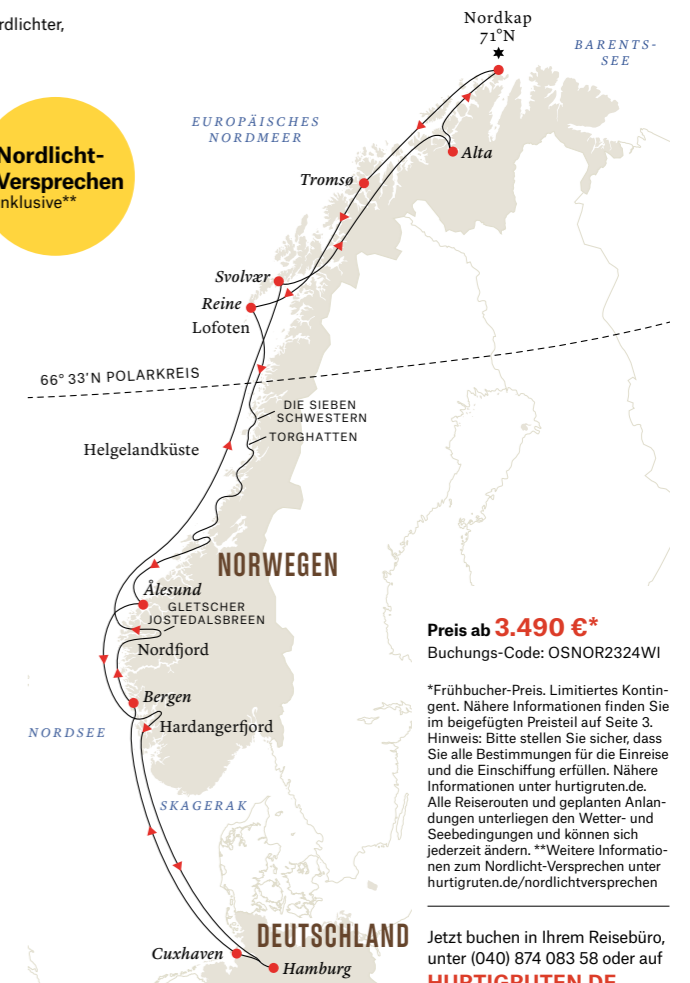 rdlichter,
Nordkap
71°N
BARENTS-
SEE
EUROPÄISCHES
NORDMEER
Nordlicht-
Versprechen
inklusive**
Alta
Tromsø
Svolvær
Reine
Lofoten
66° 33'N POLARKREIS
DIE SIEBEN
SCHWESTERN
TORGHATTEN
Helgelandküste
NORWEGEN
Ålesund
GLETSCHER
JOSTEDALSBREEN
Nordfjord
Bergen
NORDSEE
Hardangerfjord
SKAGERAK
DEUTSCHLAND
Cuxhaven
Hamburg
Preis ab 3.490 €*
Buchungs-Code: OSNOR2324WI
*Frühbucher-Preis. Limitiertes Kontin-
gent. Nähere Informationen finden Sie
im beigefügten Preisteil auf Seite 3.
Hinweis: Bitte stellen Sie sicher, dass
Sie alle Bestimmungen für die Einreise
und die Einschiffung erfüllen. Nähere
Informationen unter hurtigruten.de.
Alle Reiserouten und geplanten Anlan-
dungen unterliegen den Wetter- und
Seebedingungen und können sich
jederzeit ändern. **Weitere Informatio-
nen zum Nordlicht-Versprechen unter
hurtigruten.de/nordlichtversprechen
Jetzt buchen in Ihrem Reisebüro,
unter (040) 874 083 58 oder auf
HURTIGRUTEN.DE